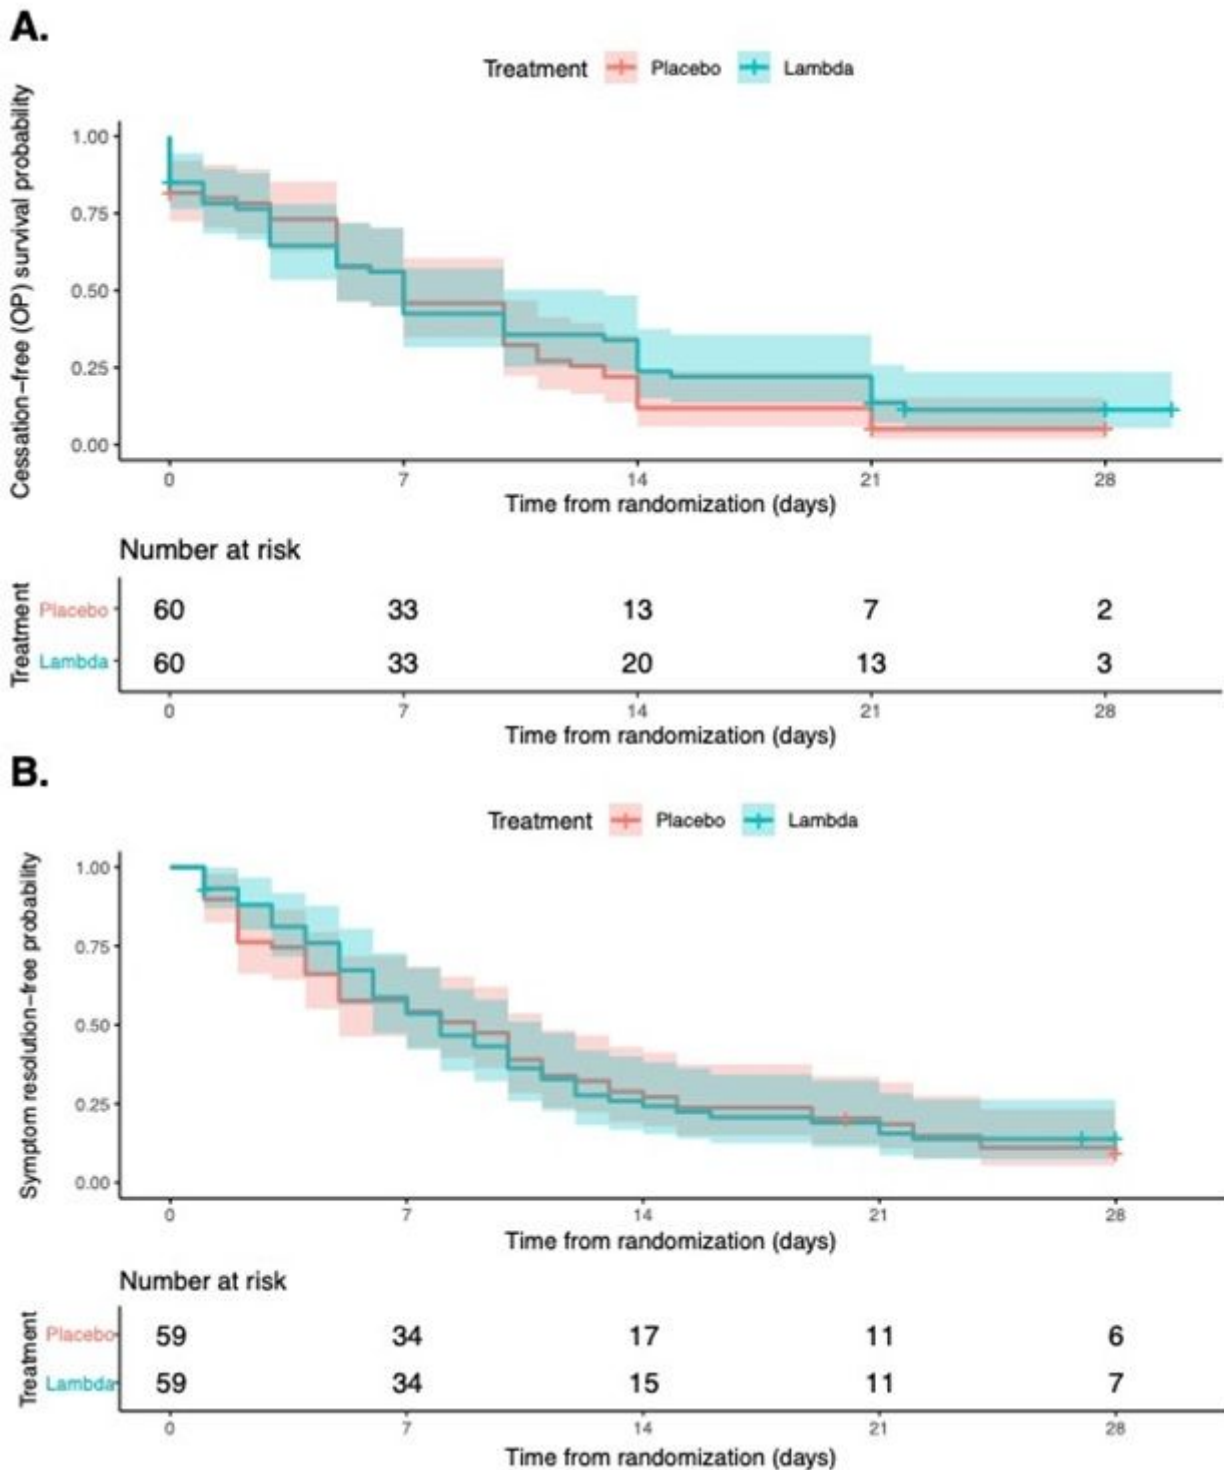 A.
Treatment Placebo Lambda
Cessation-free (OP) survival probability
1.00
0.75
0.50
0.25
0.00
0 7 14 21 28
Time from randomization (days)
Number at risk
Treatment
Placebo 60 33 13 7 2
Lambda 60 33 20 13 3
0 7 14 21 28
Time from randomization (days)
B.
Treatment Placebo Lambda
Symptom resolution-free probability
1.00
0.75
0.50
0.25
0.00
0 7 14 21 28
Time from randomization (days)
Number at risk
Treatment
Placebo 59 34 17 11 6
Lambda 59 34 15 11 7
0 7 14 21 28
Time from randomization (days)